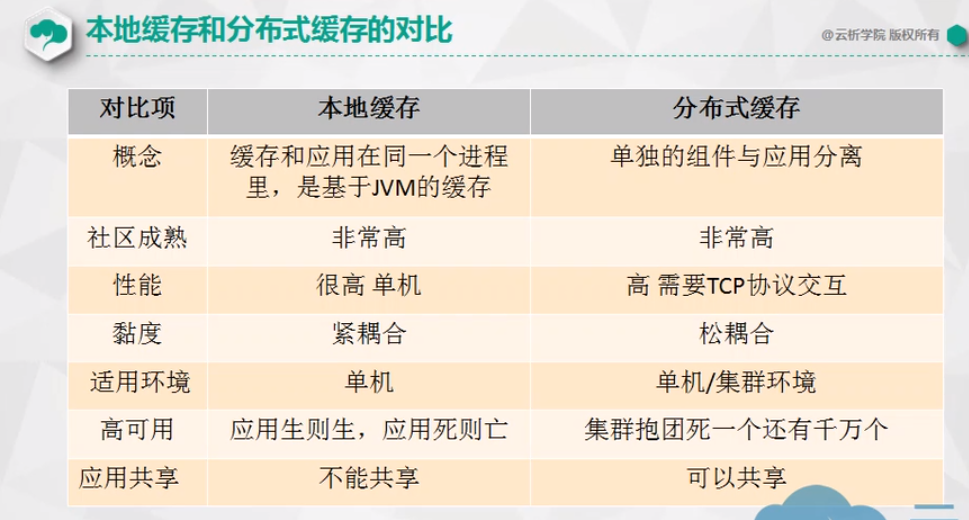 本地缓存和分布式缓存的对比
@云析学院 版权所有
对比项 本地缓存 分布式缓存
概念 缓存和应用在同一个进程 单独的组件与应用分离
里，是基于JVM的缓存
社区成熟 非常高 非常高
性能 很高 单机 高 需要TCP协议交互
黏度 紧耦合 松耦合
适用环境 单机 单机/集群环境
高可用 应用生则生，应用死则亡 集群抱团死一个还有千万个
应用共享 不能共享 可以共享